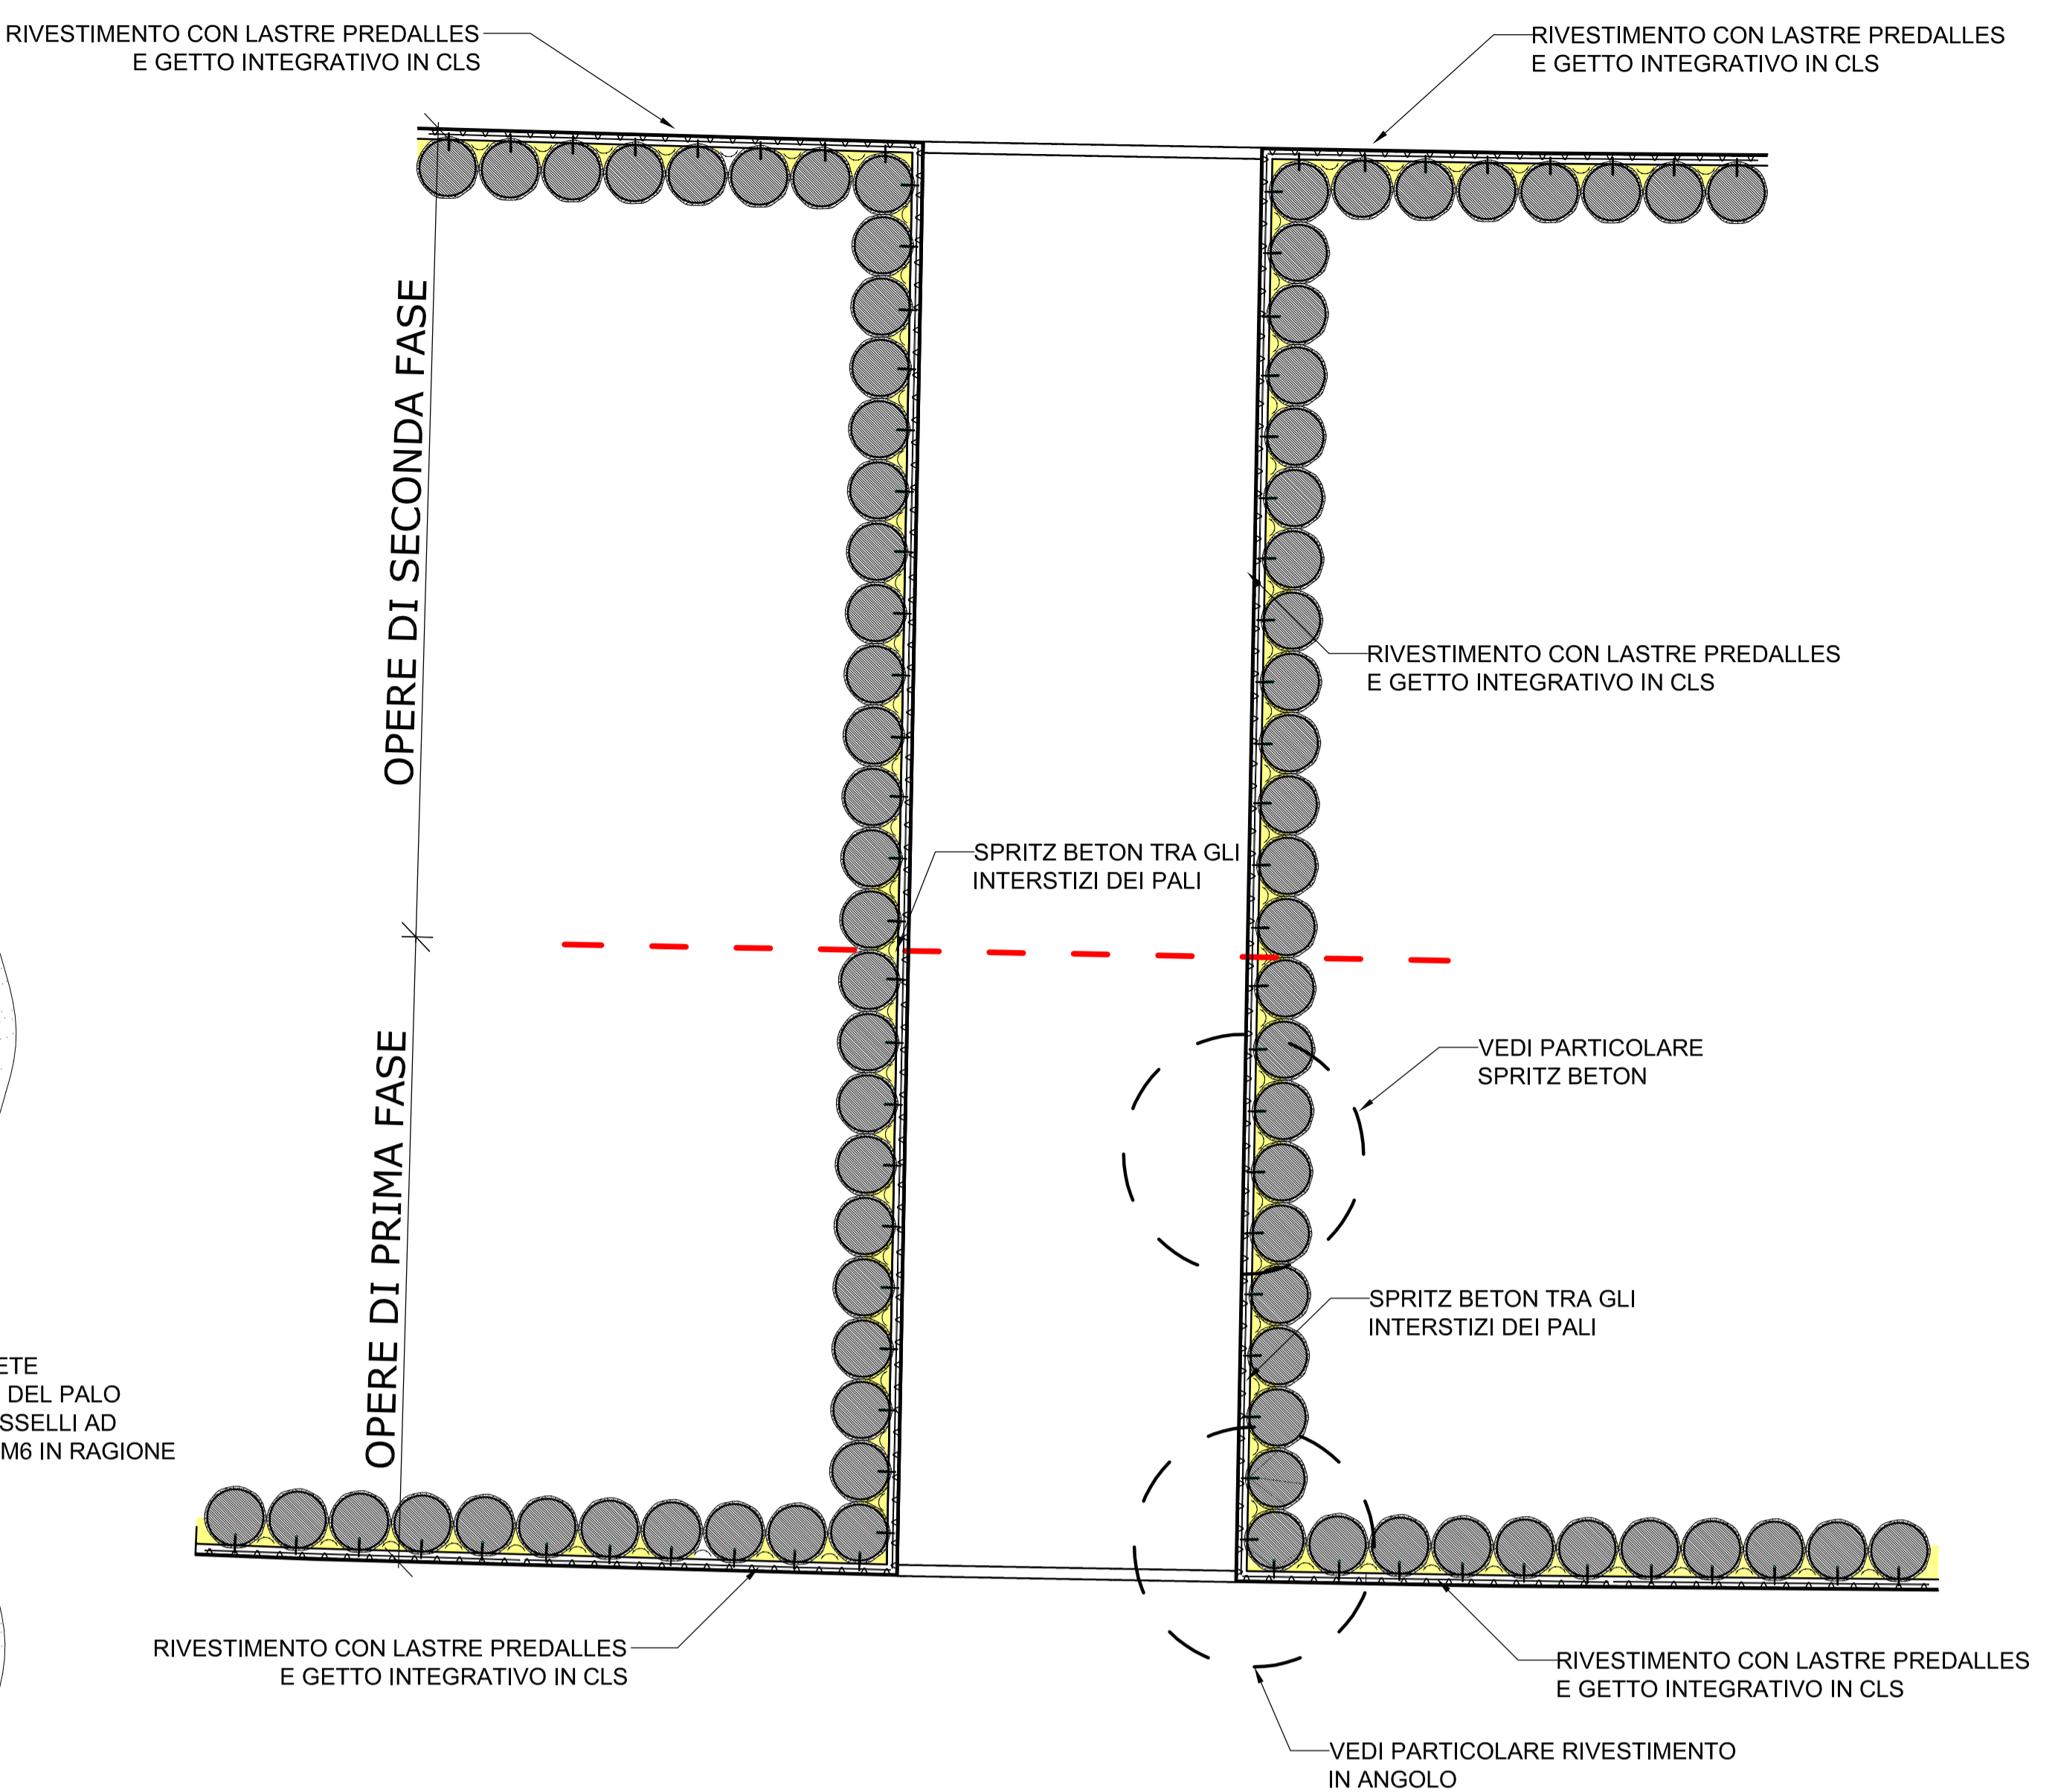 RIVESTIMENTO CON LASTRE PREDALLES
E GETTO INTEGRATIVO IN CLS
RIVESTIMENTO CON LASTRE PREDALLES
E GETTO INTEGRATIVO IN CLS
OPERE DI SECONDA FASE
RIVESTIMENTO CON LASTRE PREDALLES
E GETTO INTEGRATIVO IN CLS
SPRITZ BETON TRA GLI
INTERSTIZI DEI PALI
OPERE DI PRIMA FASE
VEDI PARTICOLARE
SPRITZ BETON
SPRITZ BETON TRA GLI
INTERSTIZI DEI PALI
ETE
DEL PALO
SSELLI AD
M6 IN RAGIONE
RIVESTIMENTO CON LASTRE PREDALLES
E GETTO INTEGRATIVO IN CLS
RIVESTIMENTO CON LASTRE PREDALLES
E GETTO INTEGRATIVO IN CLS
VEDI PARTICOLARE RIVESTIMENTO
IN ANGOLO